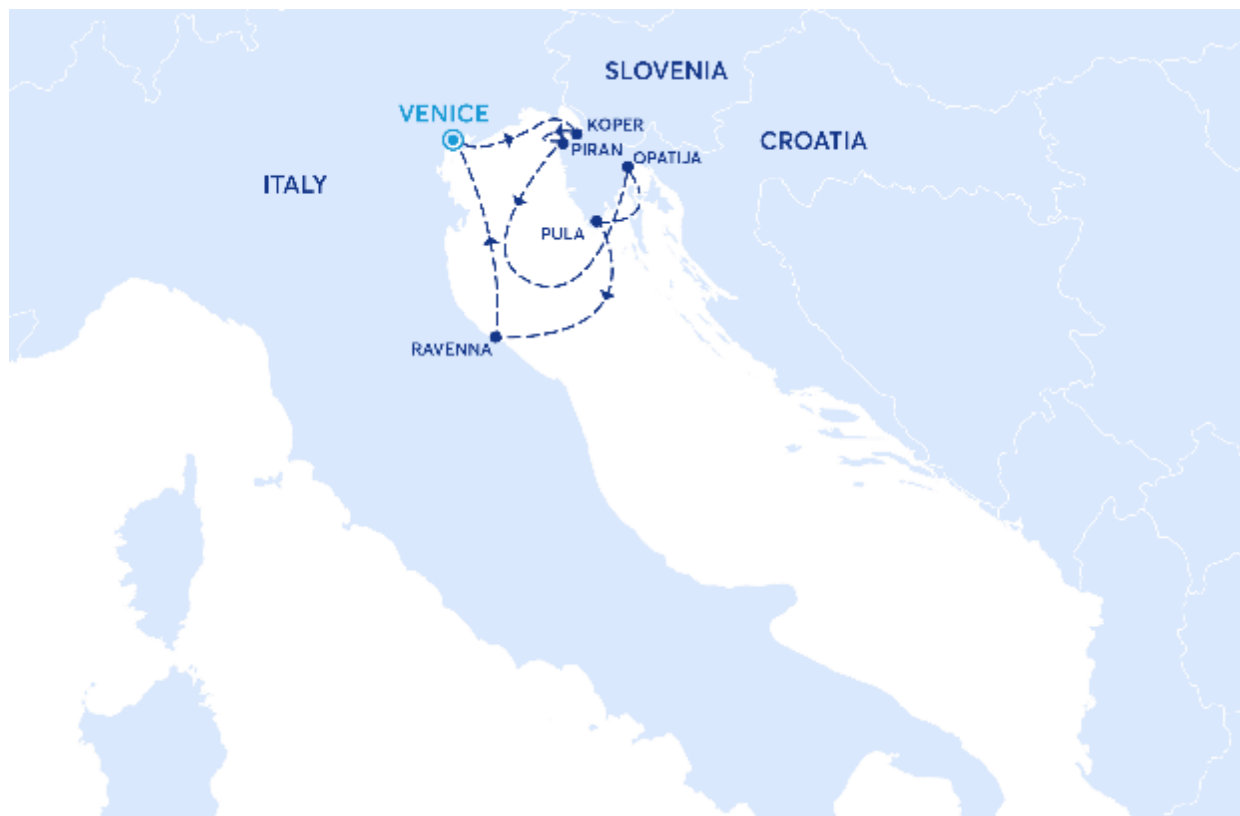 SLOVENIA
VENICE
KOPER
CROATIA
PIRAN
OPATIJA
ITALY
PULA
RAVENNA